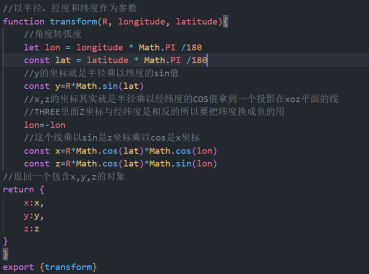 //以半径，经度和纬度作为参数
function transform(R, longitude, latitude){
//角度转弧度
let lon = longitude * Math.PI /180
const lat = latitude * Math.PI /180
//y的坐标就是半径乘以纬度的sin值
const y=R*Math.sin(lat)
//x,z的坐标其实就是半径乘以经纬度的COS值拿到一个投影在xoz平面的线
//THREE里面Z坐标与经纬度是相反的所以要把纬度换成负的用
lon=-lon
//这个线乘以sin是z坐标乘以cos是x坐标
const x=R*Math.cos(lat)*Math.cos(lon)
const z=R*Math.cos(lat)*Math.sin(lon)
//返回一个包含x,y,z的对象
return {
x:x,
y:y,
z:z
}
}
export {transform}